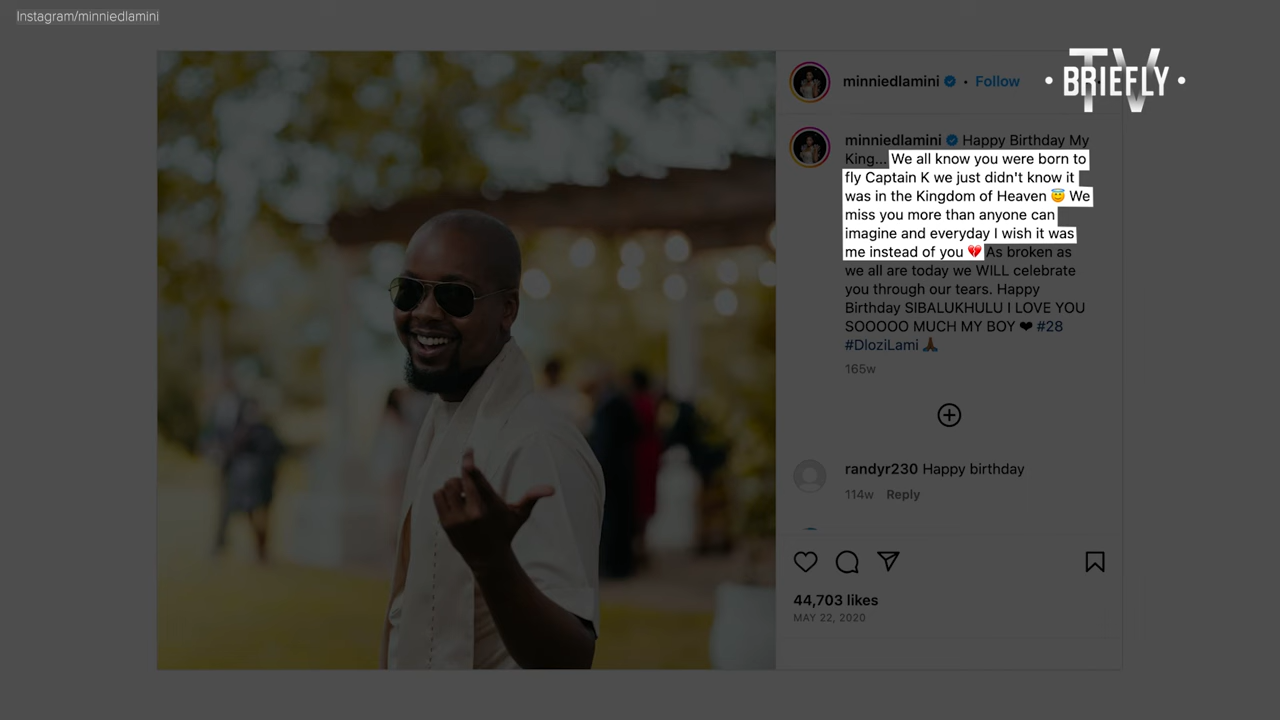 Instagram/minniedlamini
TV
• BRIEFLY •
minniedlamini • Follow
minniedlamini Happy Birthday My
King... We all know you were born to
fly Captain K we just didn't know it
was in the Kingdom of Heaven 😇 We
miss you more than anyone can
imagine and everyday I wish it was
me instead of you 💔 As broken as
we all are today we WILL celebrate
you through our tears. Happy
Birthday SIBALUKHULU I LOVE YOU
SOOOOO MUCH MY BOY ❤ #28
#DloziLami 🙏🏾
165w
randyr230 Happy birthday
114w Reply
44,703 likes
MAY 22, 2020